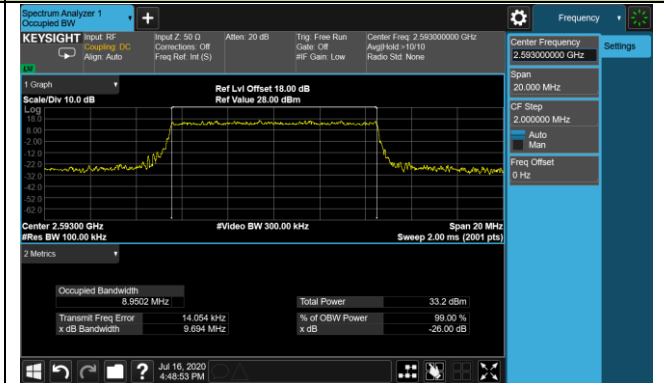 Spectrum Analyzer 1
Occupied BW
Frequency
KEYSIGHT Input: RF
Coupling: DC
Align: Auto
Input Z: 50 Ω
Corrections: Off
Freq Ref: Int (S)
Atten: 20 dB
Trig: Free Run
Gate: Off
#IF Gain: Low
Center Freq: 2.593000000 GHz
Avg|Hold:>10/10
Radio Std: None
Center Frequency
2.593000000 GHz
Settings
Span
20.000 MHz
CF Step
2.000000 MHz
Auto
Man
Freq Offset
0 Hz
1 Graph
Ref Lvl Offset 18.00 dB
Scale/Div 10.0 dB
Ref Value 28.00 dBm
Log
18.0
8.00
-2.00
-12.0
-22.0
-32.0
-42.0
-52.0
-62.0
Center 2.59300 GHz
#Video BW 300.00 kHz
Span 20 MHz
#Res BW 100.00 kHz
Sweep 2.00 ms (2001 pts)
2 Metrics
Occupied Bandwidth
8.9502 MHz
Total Power 33.2 dBm
Transmit Freq Error 14.054 kHz
% of OBW Power 99.00 %
x dB Bandwidth 9.694 MHz
x dB -26.00 dB
Jul 16, 2020
4:48:53 PM